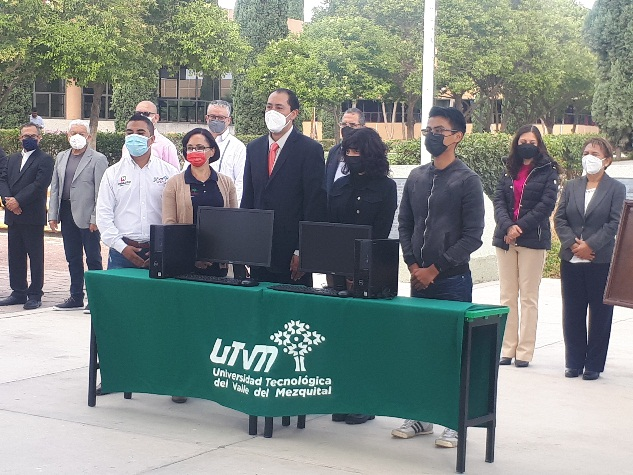 UTVM
Universidad Tecnológica
del Valle del Mezquital